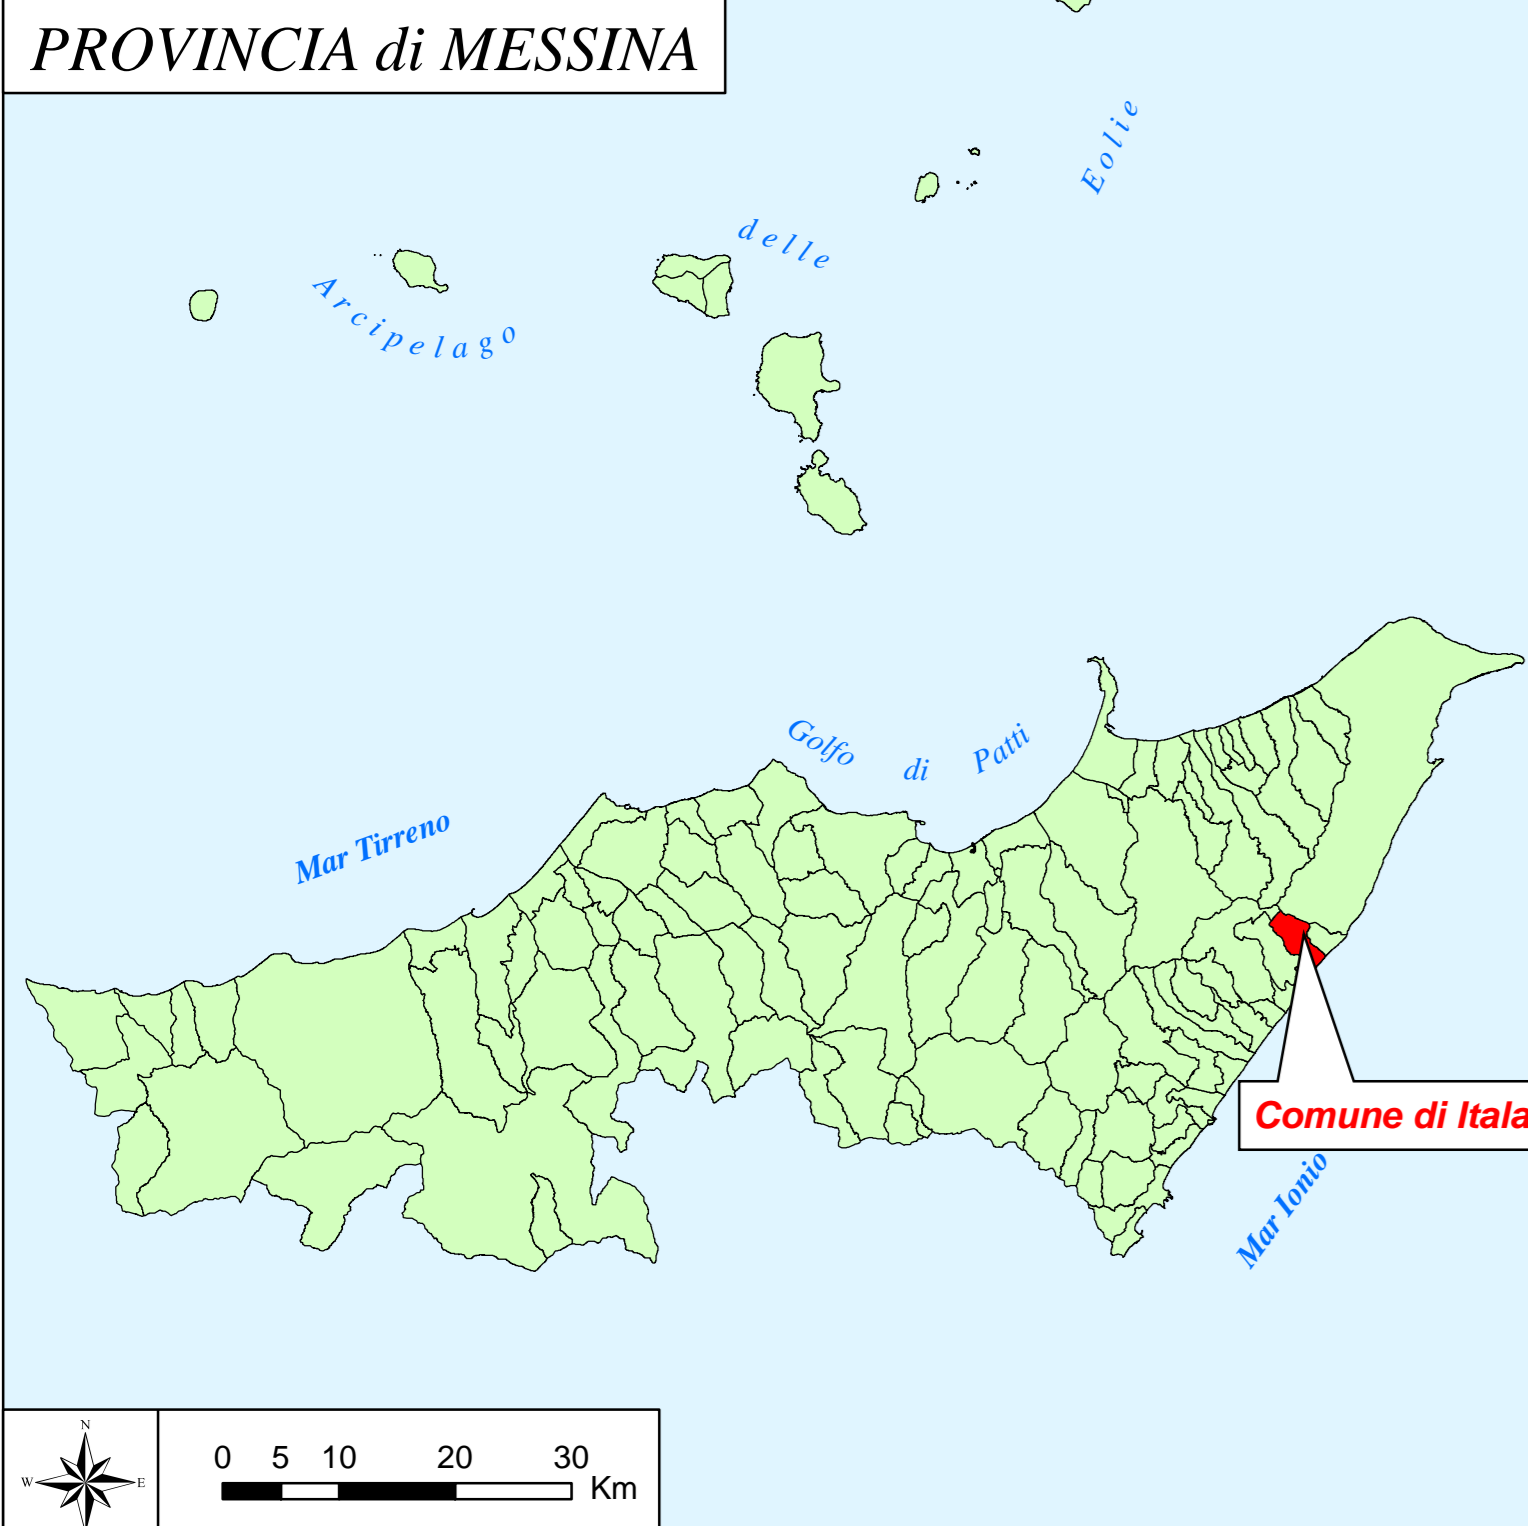 PROVINCIA di MESSINA
Arcipelago
delle
Eolie
Golfo di Patti
Mar Tirreno
Comune di Itala
Mar Ionio
N
W E
0 5 10 20 30
Km